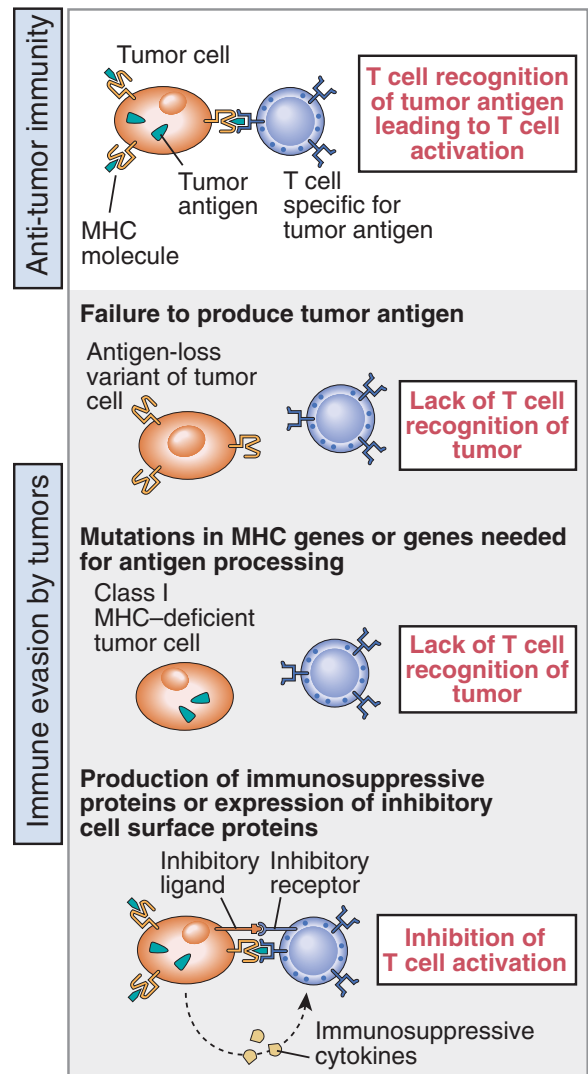 Anti-tumor immunity
Tumor cell
T cell recognition
of tumor antigen
leading to T cell
activation
Tumor
antigen
T cell
specific for
tumor antigen
MHC
molecule
Immune evasion by tumors
Failure to produce tumor antigen
Antigen-loss
variant of tumor
cell
Lack of T cell
recognition of
tumor
Mutations in MHC genes or genes needed
for antigen processing
Class I
MHC–deficient
tumor cell
Lack of T cell
recognition of
tumor
Production of immunosuppressive
proteins or expression of inhibitory
cell surface proteins
Inhibitory
ligand
Inhibitory
receptor
Inhibition of
T cell activation
Immunosuppressive
cytokines